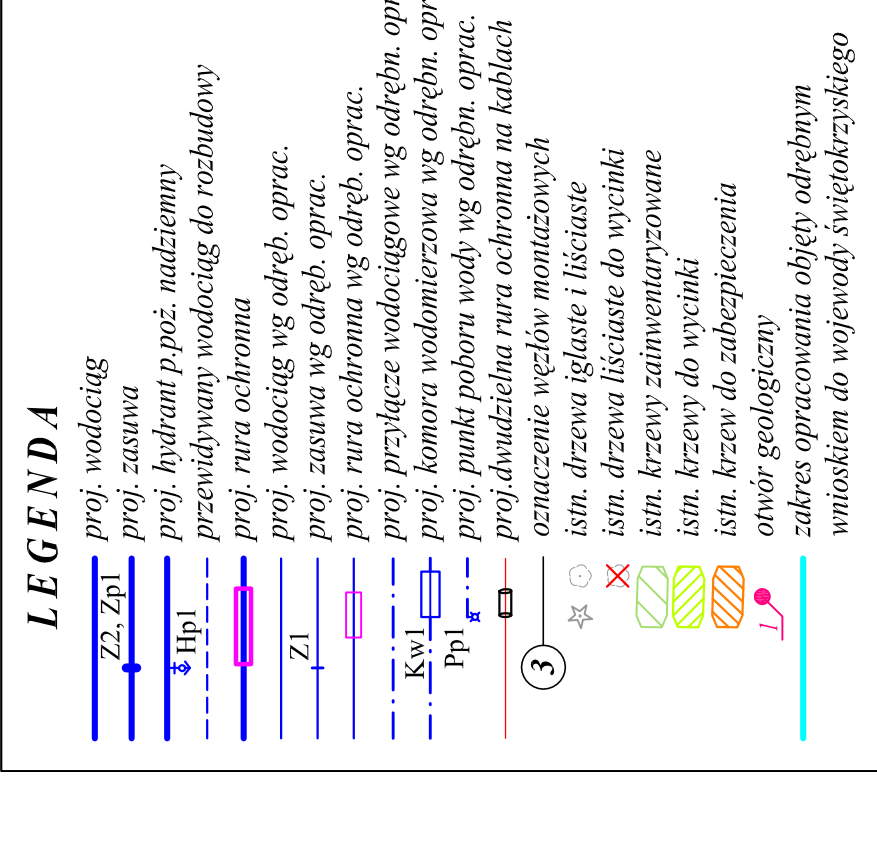 LEGENDA
proj. wodociąg
Z2, Zp1 proj. zasuwa
Hp1 proj. hydrant p.poż. nadziemny
przewidywany wodociąg do rozbudowy
proj. rura ochronna
proj. wodociąg wg odręb. oprac.
Z1 proj. zasuwa wg odręb. oprac.
proj. rura ochronna wg odręb. oprac.
proj. przyłącze wodociągowe wg odrębn. opr
Kw1 proj. komora wodomierzowa wg odrębn. opr
Pp1 proj. punkt poboru wody wg odrębn. oprac.
proj.dwudzielna rura ochronna na kablach
3 oznaczenie węzłów montażowych
istn. drzewa iglaste i liściaste
istn. drzewa liściaste do wycinki
istn. krzewy zainwentaryzowane
istn. krzewy do wycinki
istn. krzew do zabezpieczenia
1 otwór geologiczny
zakres opracowania objęty odrębnym
wnioskiem do wojewody świętokrzyskiego